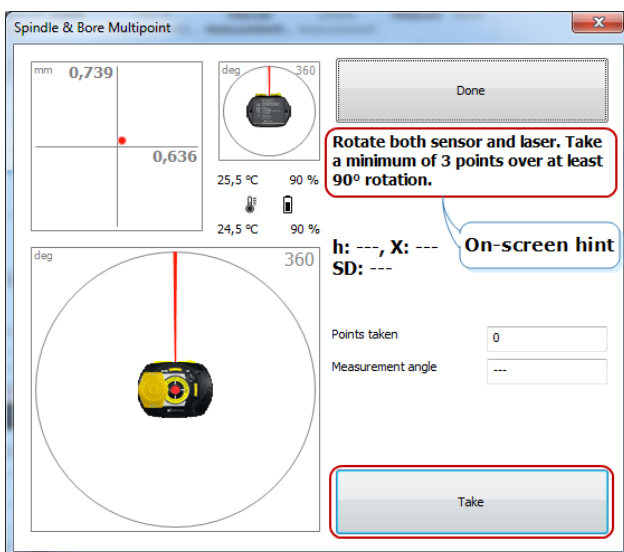 Spindle & Bore Multipoint
mm 0,739
0,636
deg 360
Done
Rotate both sensor and laser. Take
a minimum of 3 points over at least
90° rotation.
25,5 ºC 90 %
24,5 ºC 90 %
On-screen hint
h: ---, X: ---
SD: ---
deg 360
Points taken 0
Measurement angle ---
Take